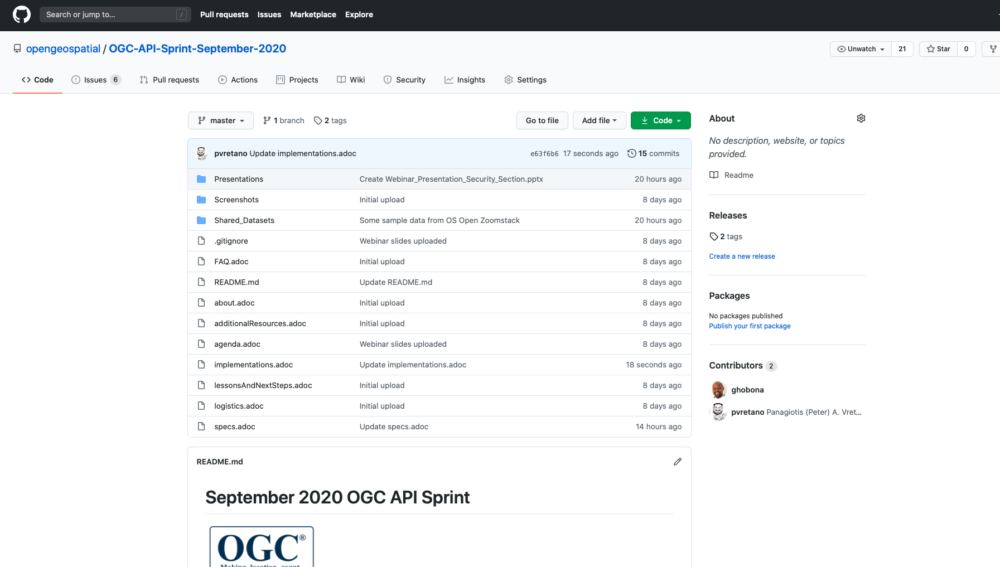 Search or jump to... / Pull requests Issues Marketplace Explore
opengeospatial / OGC-API-Sprint-September-2020 Unwatch 21 Star 0
Code Issues 6 Pull requests Actions Projects Wiki Security Insights Settings
master 1 branch 2 tags Go to file Add file Code
pvretano Update implementations.adoc e63f6b6 17 seconds ago 15 commits
Presentations Create Webinar_Presentation_Security_Section.pptx 20 hours ago
Screenshots Initial upload 8 days ago
Shared_Datasets Some sample data from OS Open Zoomstack 20 hours ago
.gitignore Webinar slides uploaded 8 days ago
FAQ.adoc Initial upload 8 days ago
README.md Update README.md 8 days ago
about.adoc Initial upload 8 days ago
additionalResources.adoc Initial upload 8 days ago
agenda.adoc Webinar slides uploaded 8 days ago
implementations.adoc Update implementations.adoc 18 seconds ago
lessonsAndNextSteps.adoc Initial upload 8 days ago
logistics.adoc Initial upload 8 days ago
specs.adoc Update specs.adoc 14 hours ago
README.md
September 2020 OGC API Sprint
OGC®
Making location count
About
No description, website, or topics
provided.
Readme
Releases
2 tags
Create a new release
Packages
No packages published
Publish your first package
Contributors 2
ghobona
pvretano Panagiotis (Peter) A. Vret...